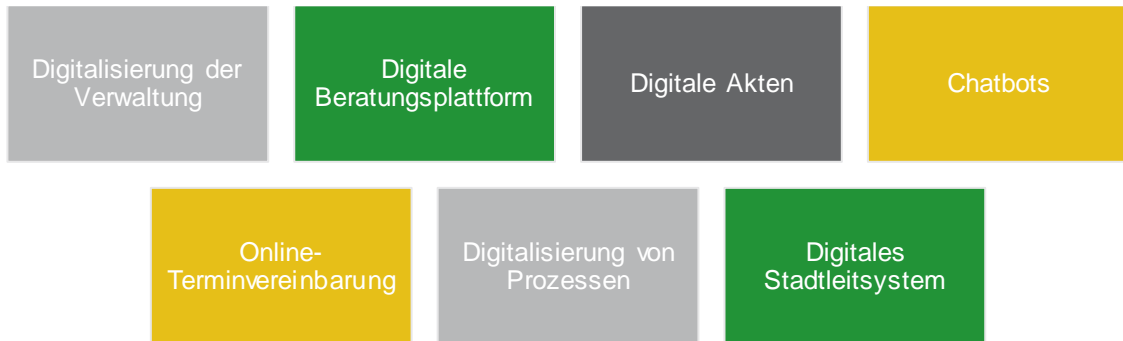 Digitalisierung der
Verwaltung
Digitale
Beratungsplattform
Digitale Akten
Chatbots
Online-
Terminvereinbarung
Digitalisierung von
Prozessen
Digitales
Stadtleitsystem